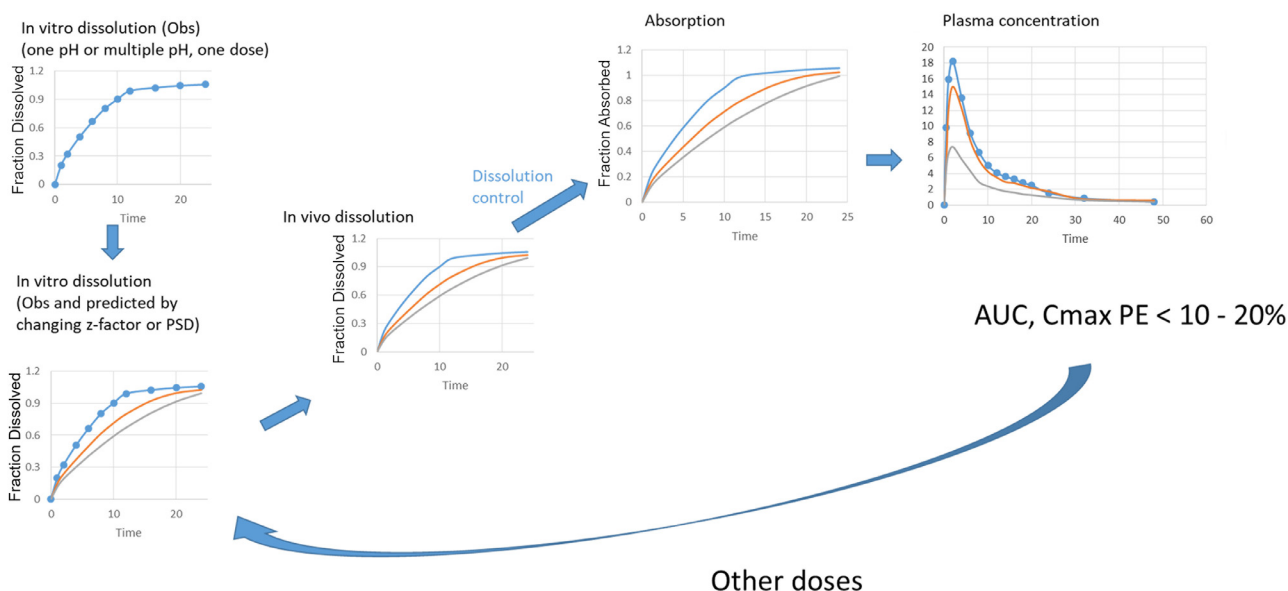 In vitro dissolution (Obs)
(one pH or multiple pH, one dose)
1.2
0.9
0.6
0.3
0
Fraction Dissolved
0
10
20
Time
In vitro dissolution
(Obs and predicted by
changing z-factor or PSD)
1.2
0.9
0.6
0.3
0
Fraction Dissolved
0
10
20
Time
In vivo dissolution
1.2
0.9
0.6
0.3
0
Fraction Dissolved
0
10
20
Time
Dissolution
control
Absorption
1.2
1
0.8
0.6
0.4
0.2
0
Fraction Absorbed
0
5
10
15
20
25
Time
Plasma concentration
20
18
16
14
12
10
8
6
4
2
0
0
10
20
30
40
50
60
Time
AUC, Cmax PE < 10 - 20%
Other doses